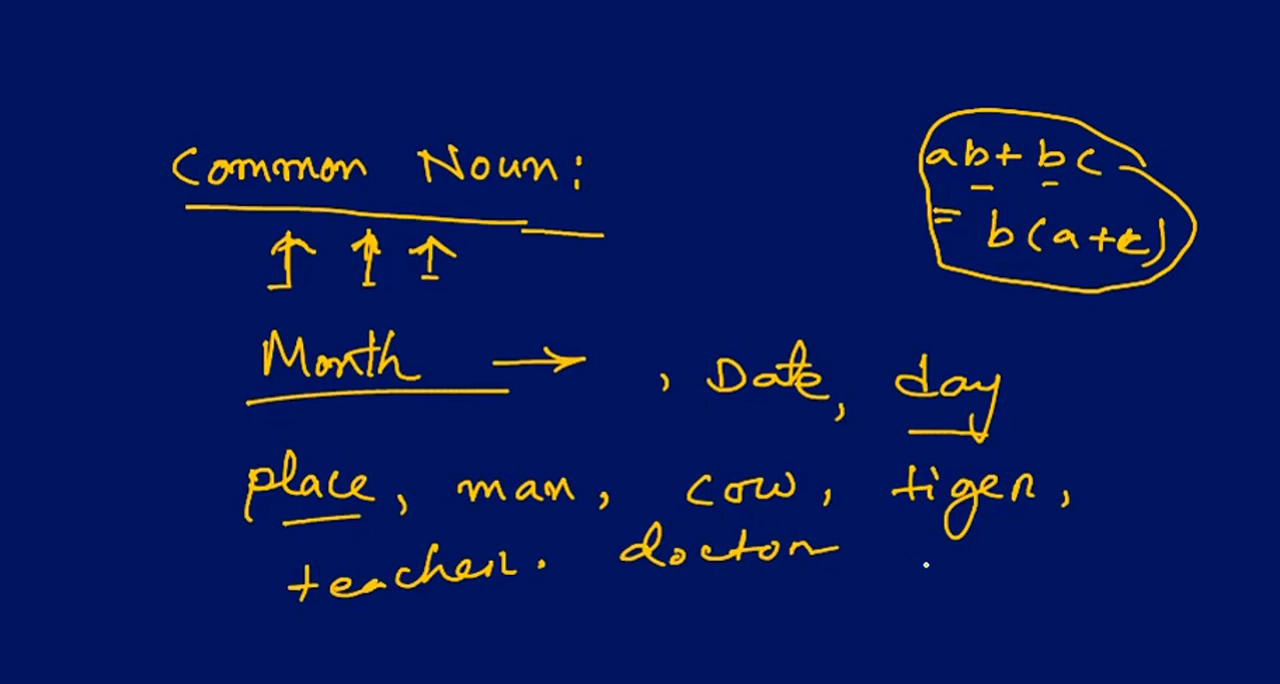 Common Noun:
ab + bc
= b(a+c)
Month → , Date, day
place, man, cow, tiger,
teacher. doctor